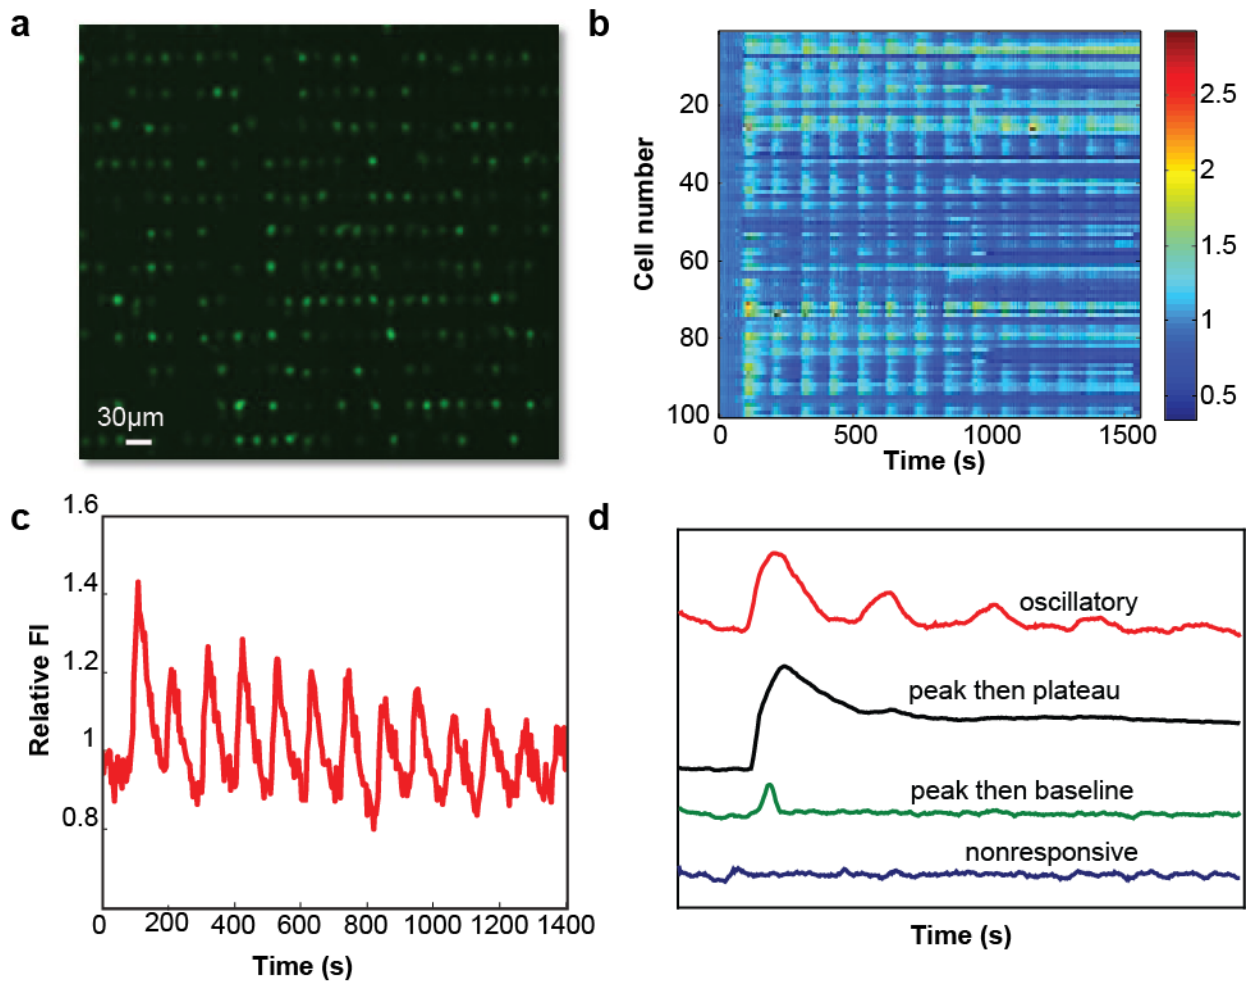 a
30µm
b
Cell number
20
40
60
80
100
0
500
1000
1500
Time (s)
2.5
2
1.5
1
0.5
c
Relative FI
1.6
1.4
1.2
1
0.8
0
200
400
600
800
1000
1200
1400
Time (s)
d
oscillatory
peak then plateau
peak then baseline
nonresponsive
Time (s)